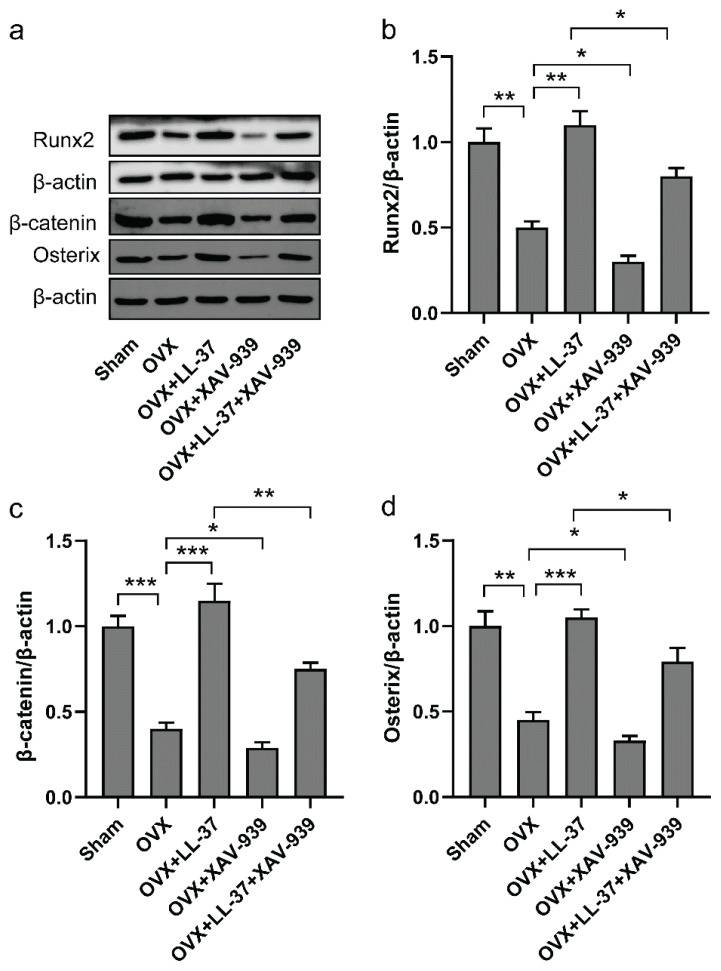 a
Runx2
β-actin
β-catenin
Osterix
β-actin
Sham
OVX
OVX+LL-37
OVX+XAV-939
OVX+LL-37+XAV-939
b
*
*
** **
1.5
1.0
0.5
0.0
Runx2/β-actin
Sham
OVX
OVX+LL-37
OVX+XAV-939
OVX+LL-37+XAV-939
c
**
*
***
***
1.5
1.0
0.5
0.0
β-catenin/β-actin
Sham
OVX
OVX+LL-37
OVX+XAV-939
OVX+LL-37+XAV-939
d
*
*
** ***
1.5
1.0
0.5
0.0
Osterix/β-actin
Sham
OVX
OVX+LL-37
OVX+XAV-939
OVX+LL-37+XAV-939